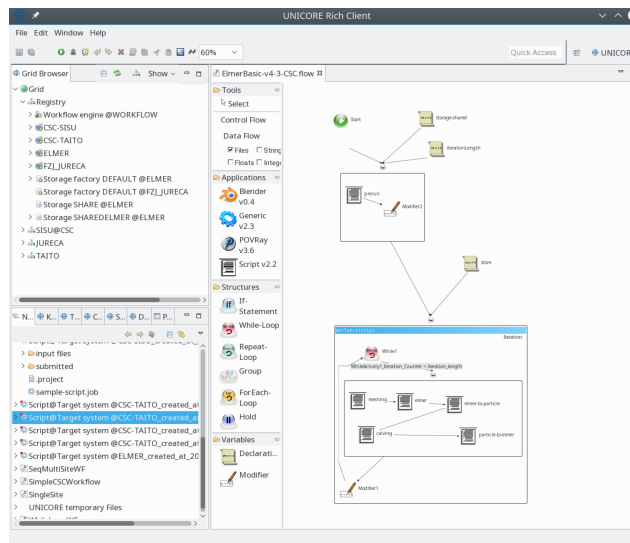 UNICORE Rich Client
File Edit Window Help
60%
Quick Access
UNICOR
Grid Browser
Show
Grid
Registry
Workflow engine @WORKFLOW
CSC-SISU
CSC-TAITO
ELMER
FZJ_JURECA
Storage factory DEFAULT @ELMER
Storage factory DEFAULT @FZJ_JURECA
Storage SHARE @ELMER
Storage SHAREDELMER @ELMER
SISU@CSC
JURECA
TAITO
N... K... T... C... S... D... P...
input files
submitted
.project
sample-script.job
Script@Target system @CSC-TAITO_created_at
Script@Target system @CSC-TAITO_created_at
Script@Target system @CSC-TAITO_created_at
Script@Target system @CSC-TAITO_created_at
Script@Target system @ELMER_created_at_20
SeqMultiSiteWF
SimpleCSCWorkflow
SingleSite
UNICORE temporary Files
ElmerBasic-v4-3-CSC.flow
Tools
Select
Control Flow
Data Flow
Files String
Floats Intege
Applications
Blender v0.4
Generic v2.3
POVRay v3.6
Script v2.2
Structures
If-Statement
While-Loop
Repeat-Loop
Group
ForEach-Loop
Hold
Variables
Declarati...
Modifier
Start
storage-shared
iterationLength
prerun
Modifier2
store
WhileActivity1
Iteration
While1
WhileActivity1_Iteration_Counter < iteration_length
meshing
elmer
elmer-to-particle
calving
particle-to-elmer
Modifier1